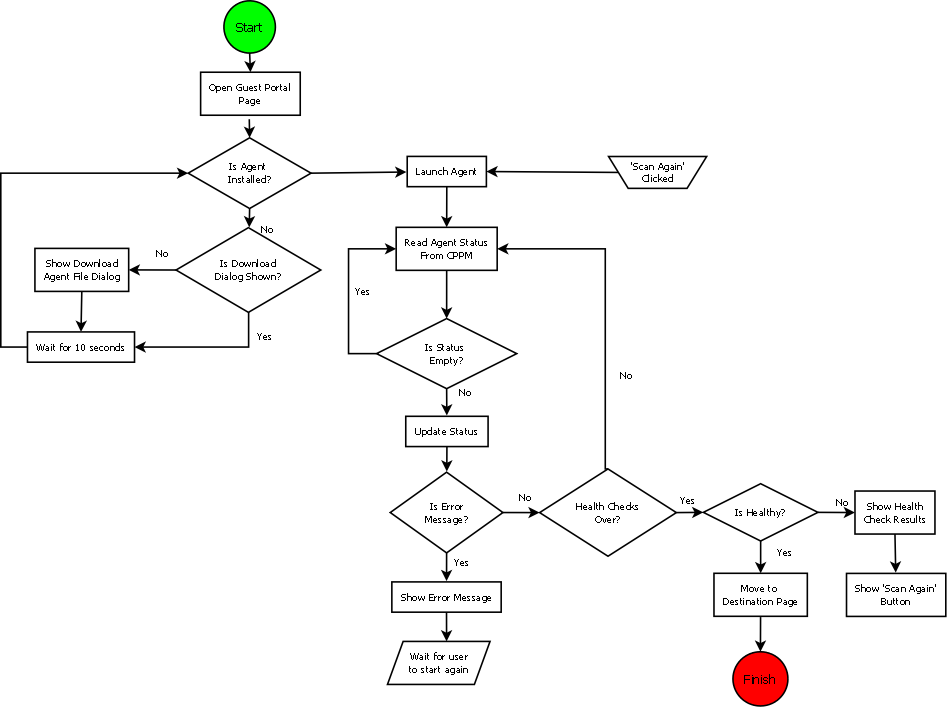 Start
Open Guest Portal
Page
Is Agent
Installed?
Launch Agent
'Scan Again'
Clicked
No
Is Download
Dialog Shown?
No
Show Download
Agent File Dialog
Yes
Wait for 10 seconds
Read Agent Status
From CPPM
Yes
Is Status
Empty?
No
No
Update Status
Is Error
Message?
No
Health Checks
Over?
Yes
Is Healthy?
No
Show Health
Check Results
Yes
Yes
Show Error Message
Move to
Destination Page
Show 'Scan Again'
Button
Wait for user
to start again
Finish